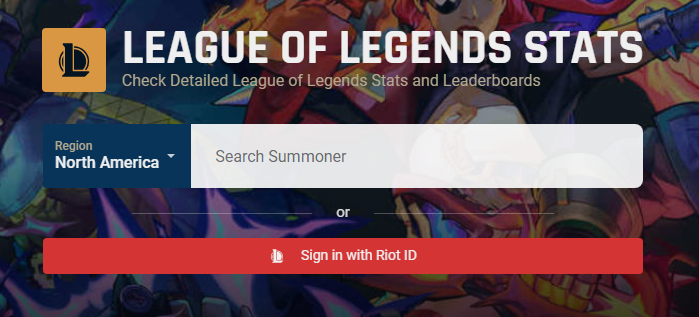 LEAGUE OF LEGENDS STATS
Check Detailed League of Legends Stats and Leaderboards
Region
North America
Search Summoner
or
Sign in with Riot ID